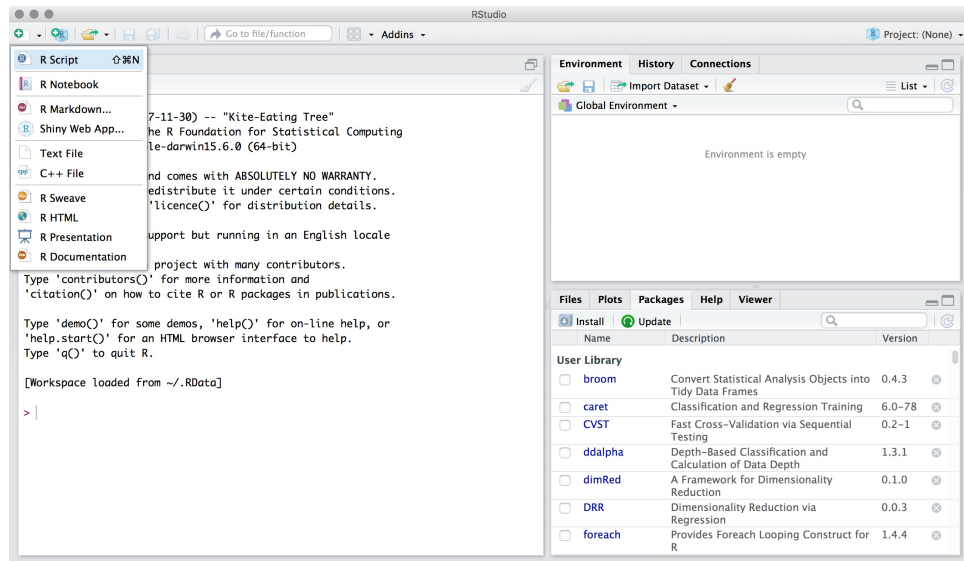 RStudio
Go to file/function
Addins
Project: (None)
R Script ⇧⌘N
R Notebook
R Markdown...
Shiny Web App...
Text File
C++ File
R Sweave
R HTML
R Presentation
R Documentation
7-11-30) -- "Kite-Eating Tree"
he R Foundation for Statistical Computing
le-darwin15.6.0 (64-bit)
nd comes with ABSOLUTELY NO WARRANTY.
edistribute it under certain conditions.
'licence()' for distribution details.
upport but running in an English locale
project with many contributors.
Type 'contributors()' for more information and
'citation()' on how to cite R or R packages in publications.
Type 'demo()' for some demos, 'help()' for on-line help, or
'help.start()' for an HTML browser interface to help.
Type 'q()' to quit R.
[Workspace loaded from ~/.RData]
>
Environment History Connections
Import Dataset List
Global Environment
Environment is empty
Files Plots Packages Help Viewer
Install Update
Name Description Version
User Library
broom Convert Statistical Analysis Objects into 0.4.3
Tidy Data Frames
caret Classification and Regression Training 6.0-78
CVST Fast Cross-Validation via Sequential 0.2-1
Testing
ddalpha Depth-Based Classification and 1.3.1
Calculation of Data Depth
dimRed A Framework for Dimensionality 0.1.0
Reduction
DRR Dimensionality Reduction via 0.0.3
Regression
foreach Provides Foreach Looping Construct for 1.4.4
R